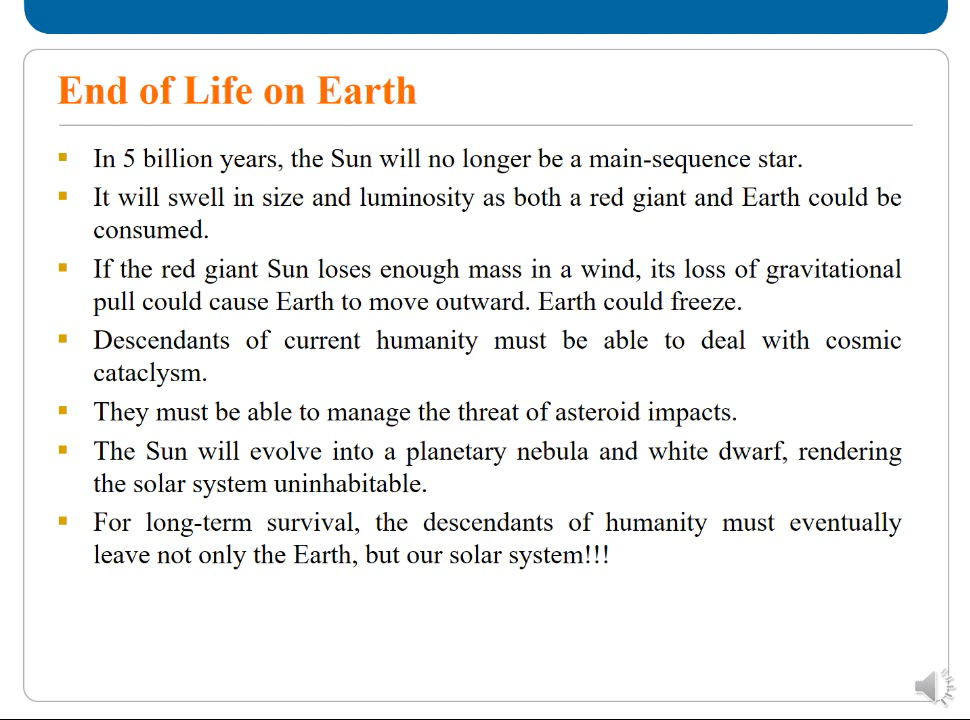 End of Life on Earth
▪ In 5 billion years, the Sun will no longer be a main-sequence star.
▪ It will swell in size and luminosity as both a red giant and Earth could be
consumed.
▪ If the red giant Sun loses enough mass in a wind, its loss of gravitational
pull could cause Earth to move outward. Earth could freeze.
▪ Descendants of current humanity must be able to deal with cosmic
cataclysm.
▪ They must be able to manage the threat of asteroid impacts.
▪ The Sun will evolve into a planetary nebula and white dwarf, rendering
the solar system uninhabitable.
▪ For long-term survival, the descendants of humanity must eventually
leave not only the Earth, but our solar system!!!